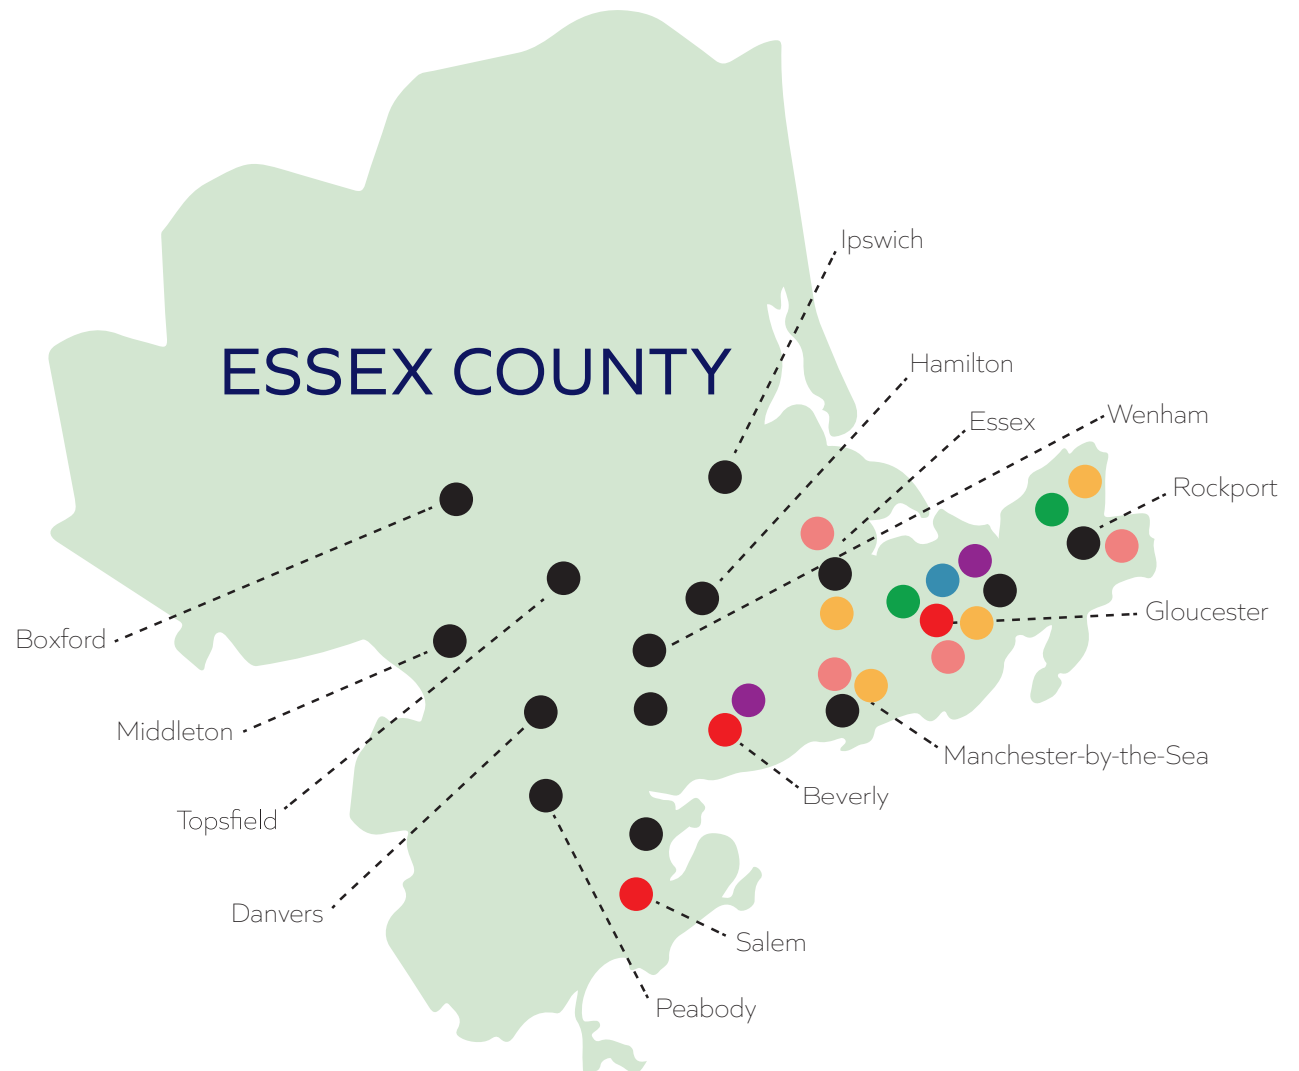 Ipswich
ESSEX COUNTY
Hamilton
Essex
Wenham
Rockport
Gloucester
Boxford
Middleton
Manchester-by-the-Sea
Beverly
Topsfield
Danvers
Salem
Peabody